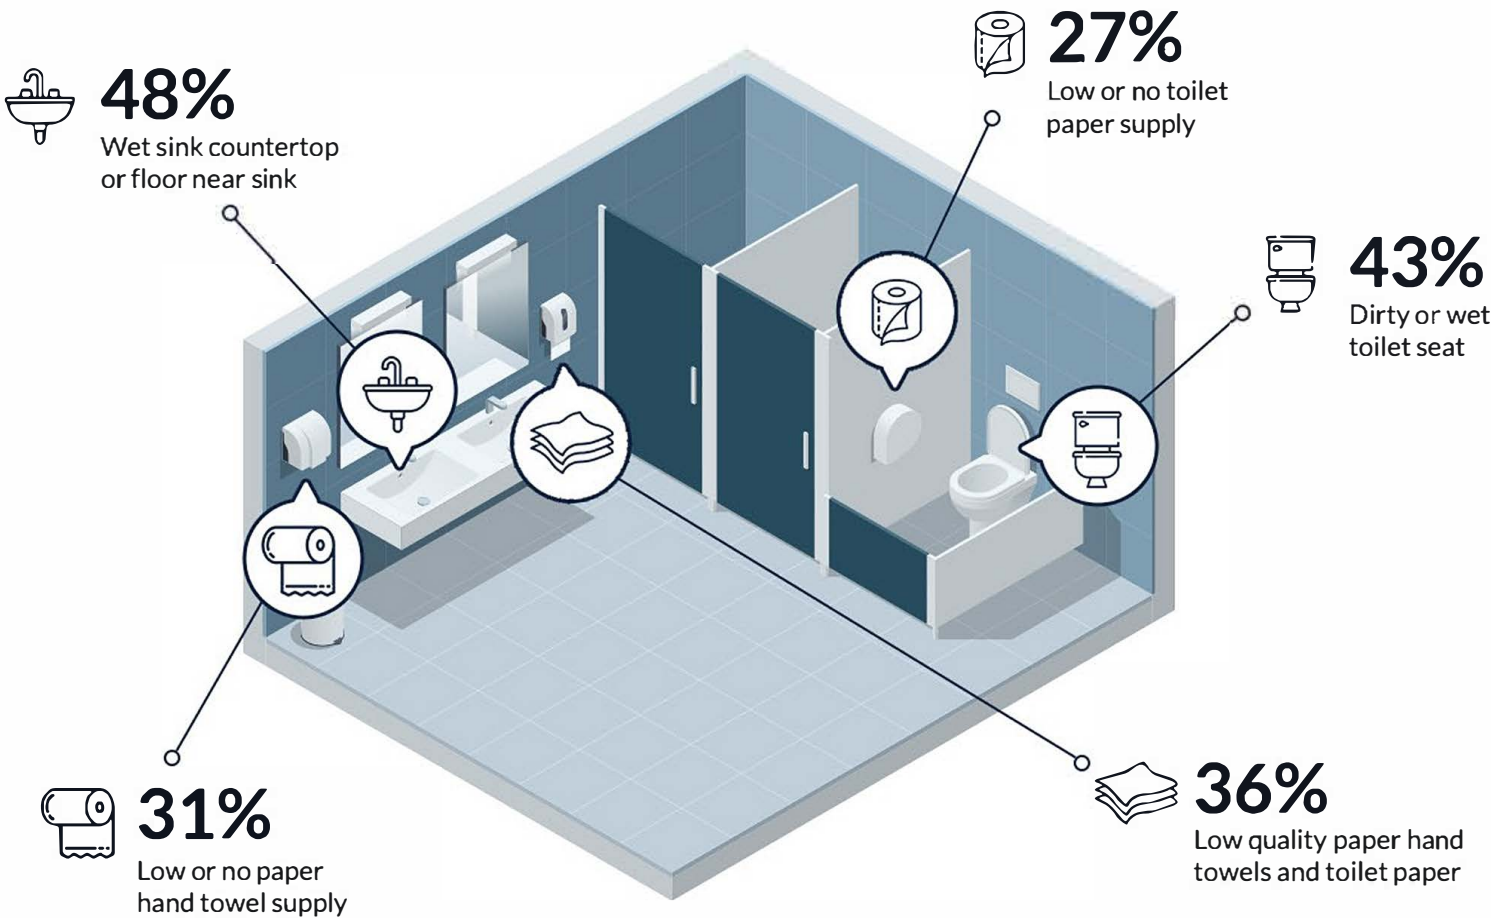 48%
Wet sink countertop
or floor near sink
27%
Low or no toilet
paper supply
43%
Dirty or wet
toilet seat
31%
Low or no paper
hand towel supply
36%
Low quality paper hand
towels and toilet paper